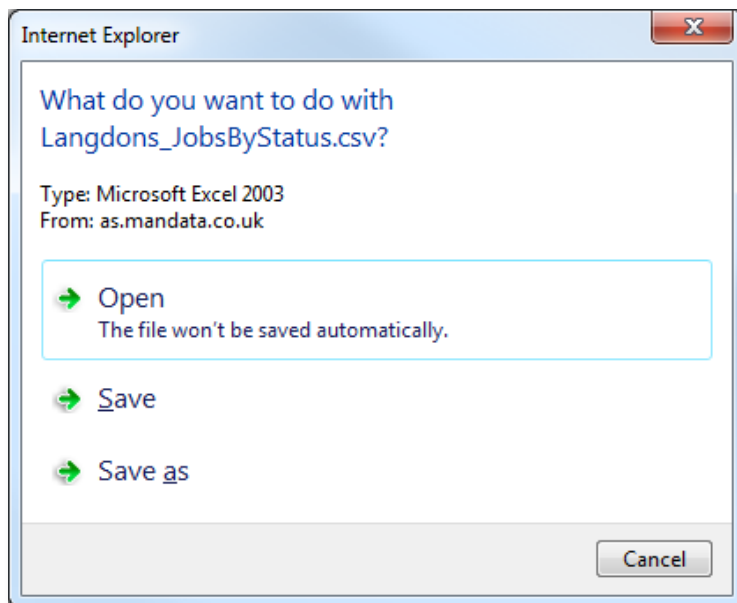 Internet Explorer
What do you want to do with
Langdons_JobsByStatus.csv?
Type: Microsoft Excel 2003
From: as.mandata.co.uk
Open
The file won't be saved automatically.
Save
Save as
Cancel